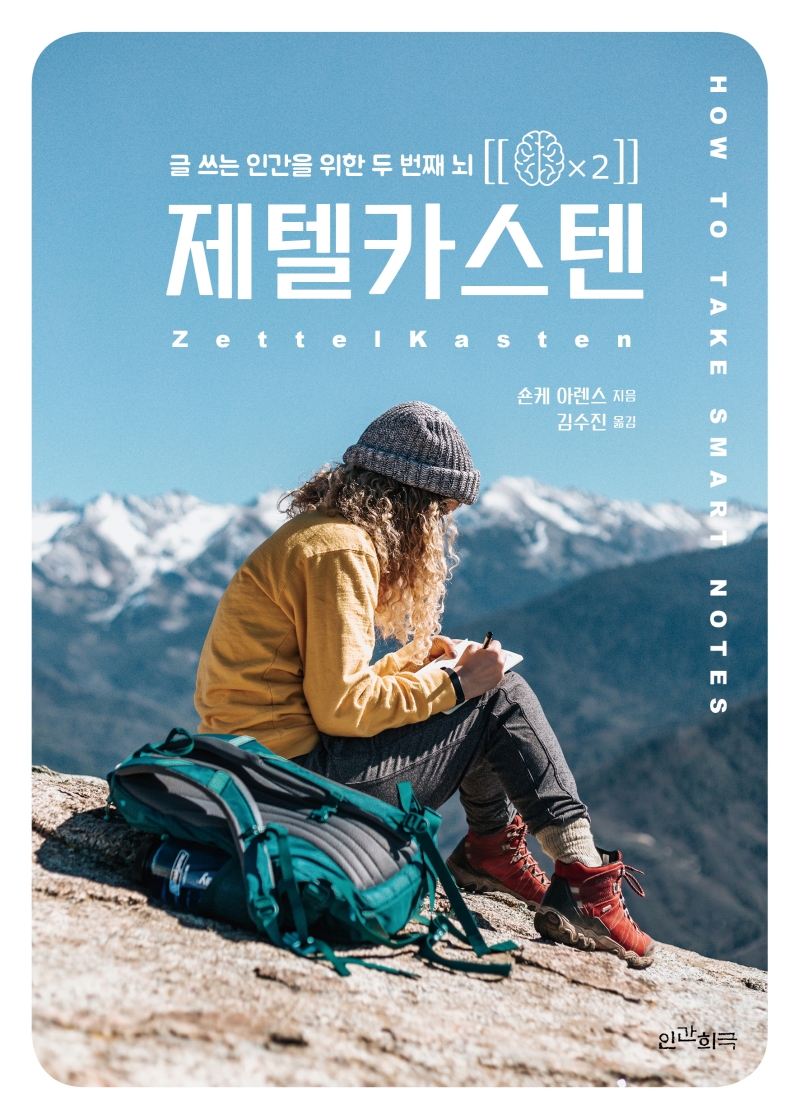 글 쓰는 인간을 위한 두 번째 뇌 [[ ×2]]
제텔카스텐
ZettelKasten
숀케 아렌스 지음
김수진 옮김
HOW TO TAKE SMART NOTES
인간희극